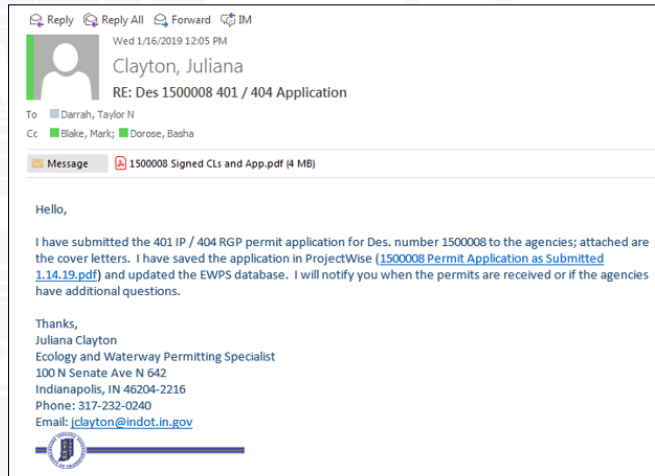 Reply Reply All Forward IM
Wed 1/16/2019 12:05 PM
Clayton, Juliana
RE: Des 1500008 401 / 404 Application
To Darrah, Taylor N
Cc Blake, Mark; Dorose, Basha
Message 1500008 Signed CLs and App.pdf (4 MB)
Hello,
I have submitted the 401 IP / 404 RGP permit application for Des. number 1500008 to the agencies; attached are
the cover letters. I have saved the application in ProjectWise (1500008 Permit Application as Submitted
1.14.19.pdf) and updated the EWPS database. I will notify you when the permits are received or if the agencies
have additional questions.
Thanks,
Juliana Clayton
Ecology and Waterway Permitting Specialist
100 N Senate Ave N 642
Indianapolis, IN 46204-2216
Phone: 317-232-0240
Email: jclayton@indot.in.gov